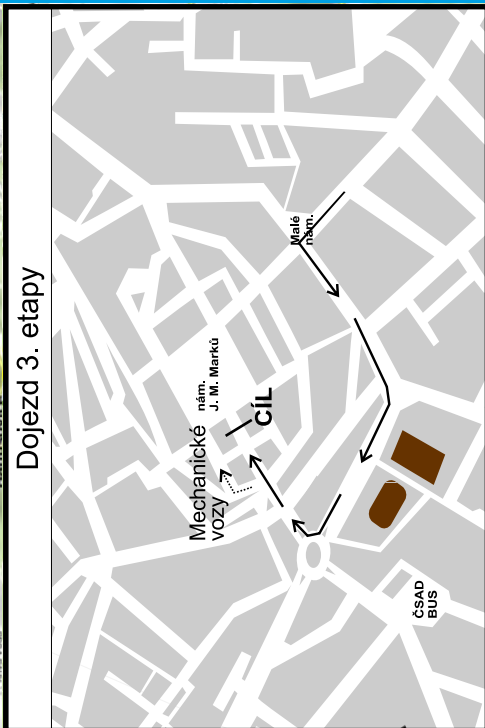 Dojezd 3. etapy
Mechanické
vozy
nám.
J. M. Marků
CÍL
Malé
nám.
ČSAD
BUS